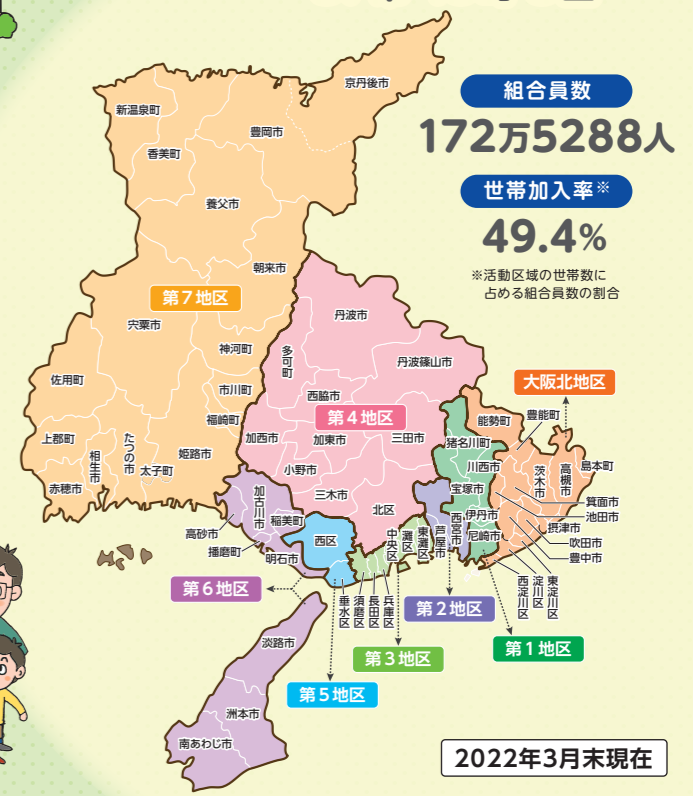 組合員数
172万5288人
世帯加入率※
49.4%
※活動区域の世帯数に
占める組合員数の割合
京丹後市
新温泉町
豊岡市
香美町
養父市
朝来市
第7地区
宍粟市
神河町
佐用町
市川町
福崎町
上郡町
相生市
たつの市
太子町
姫路市
赤穂市
丹波市
多可町
丹波篠山市
西脇市
第4地区
加西市
加東市
三田市
小野市
三木市
北区
大阪北地区
能勢町
豊能町
猪名川町
川西市
宝塚市
伊丹市
尼崎市
茨木市
高槻市
島本町
箕面市
池田市
摂津市
吹田市
豊中市
東淀川区
淀川区
西淀川区
第1地区
西宮市
芦屋市
第2地区
東灘区
灘区
中央区
兵庫区
長田区
須磨区
第3地区
垂水区
西区
第5地区
加古川市
稲美町
高砂市
播磨町
明石市
第6地区
淡路市
洲本市
南あわじ市
2022年3月末現在